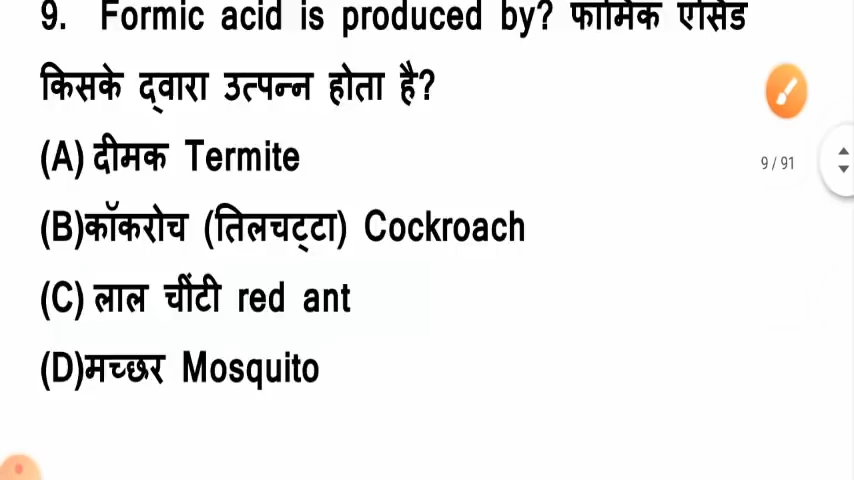 9. Formic acid is produced by? फॉर्मिक एसिड
किसके द्वारा उत्पन्न होता है?
(A) दीमक Termite
(B)कॉकरोच (तिलचट्टा) Cockroach
(C) लाल चींटी red ant
(D)मच्छर Mosquito
9 / 91